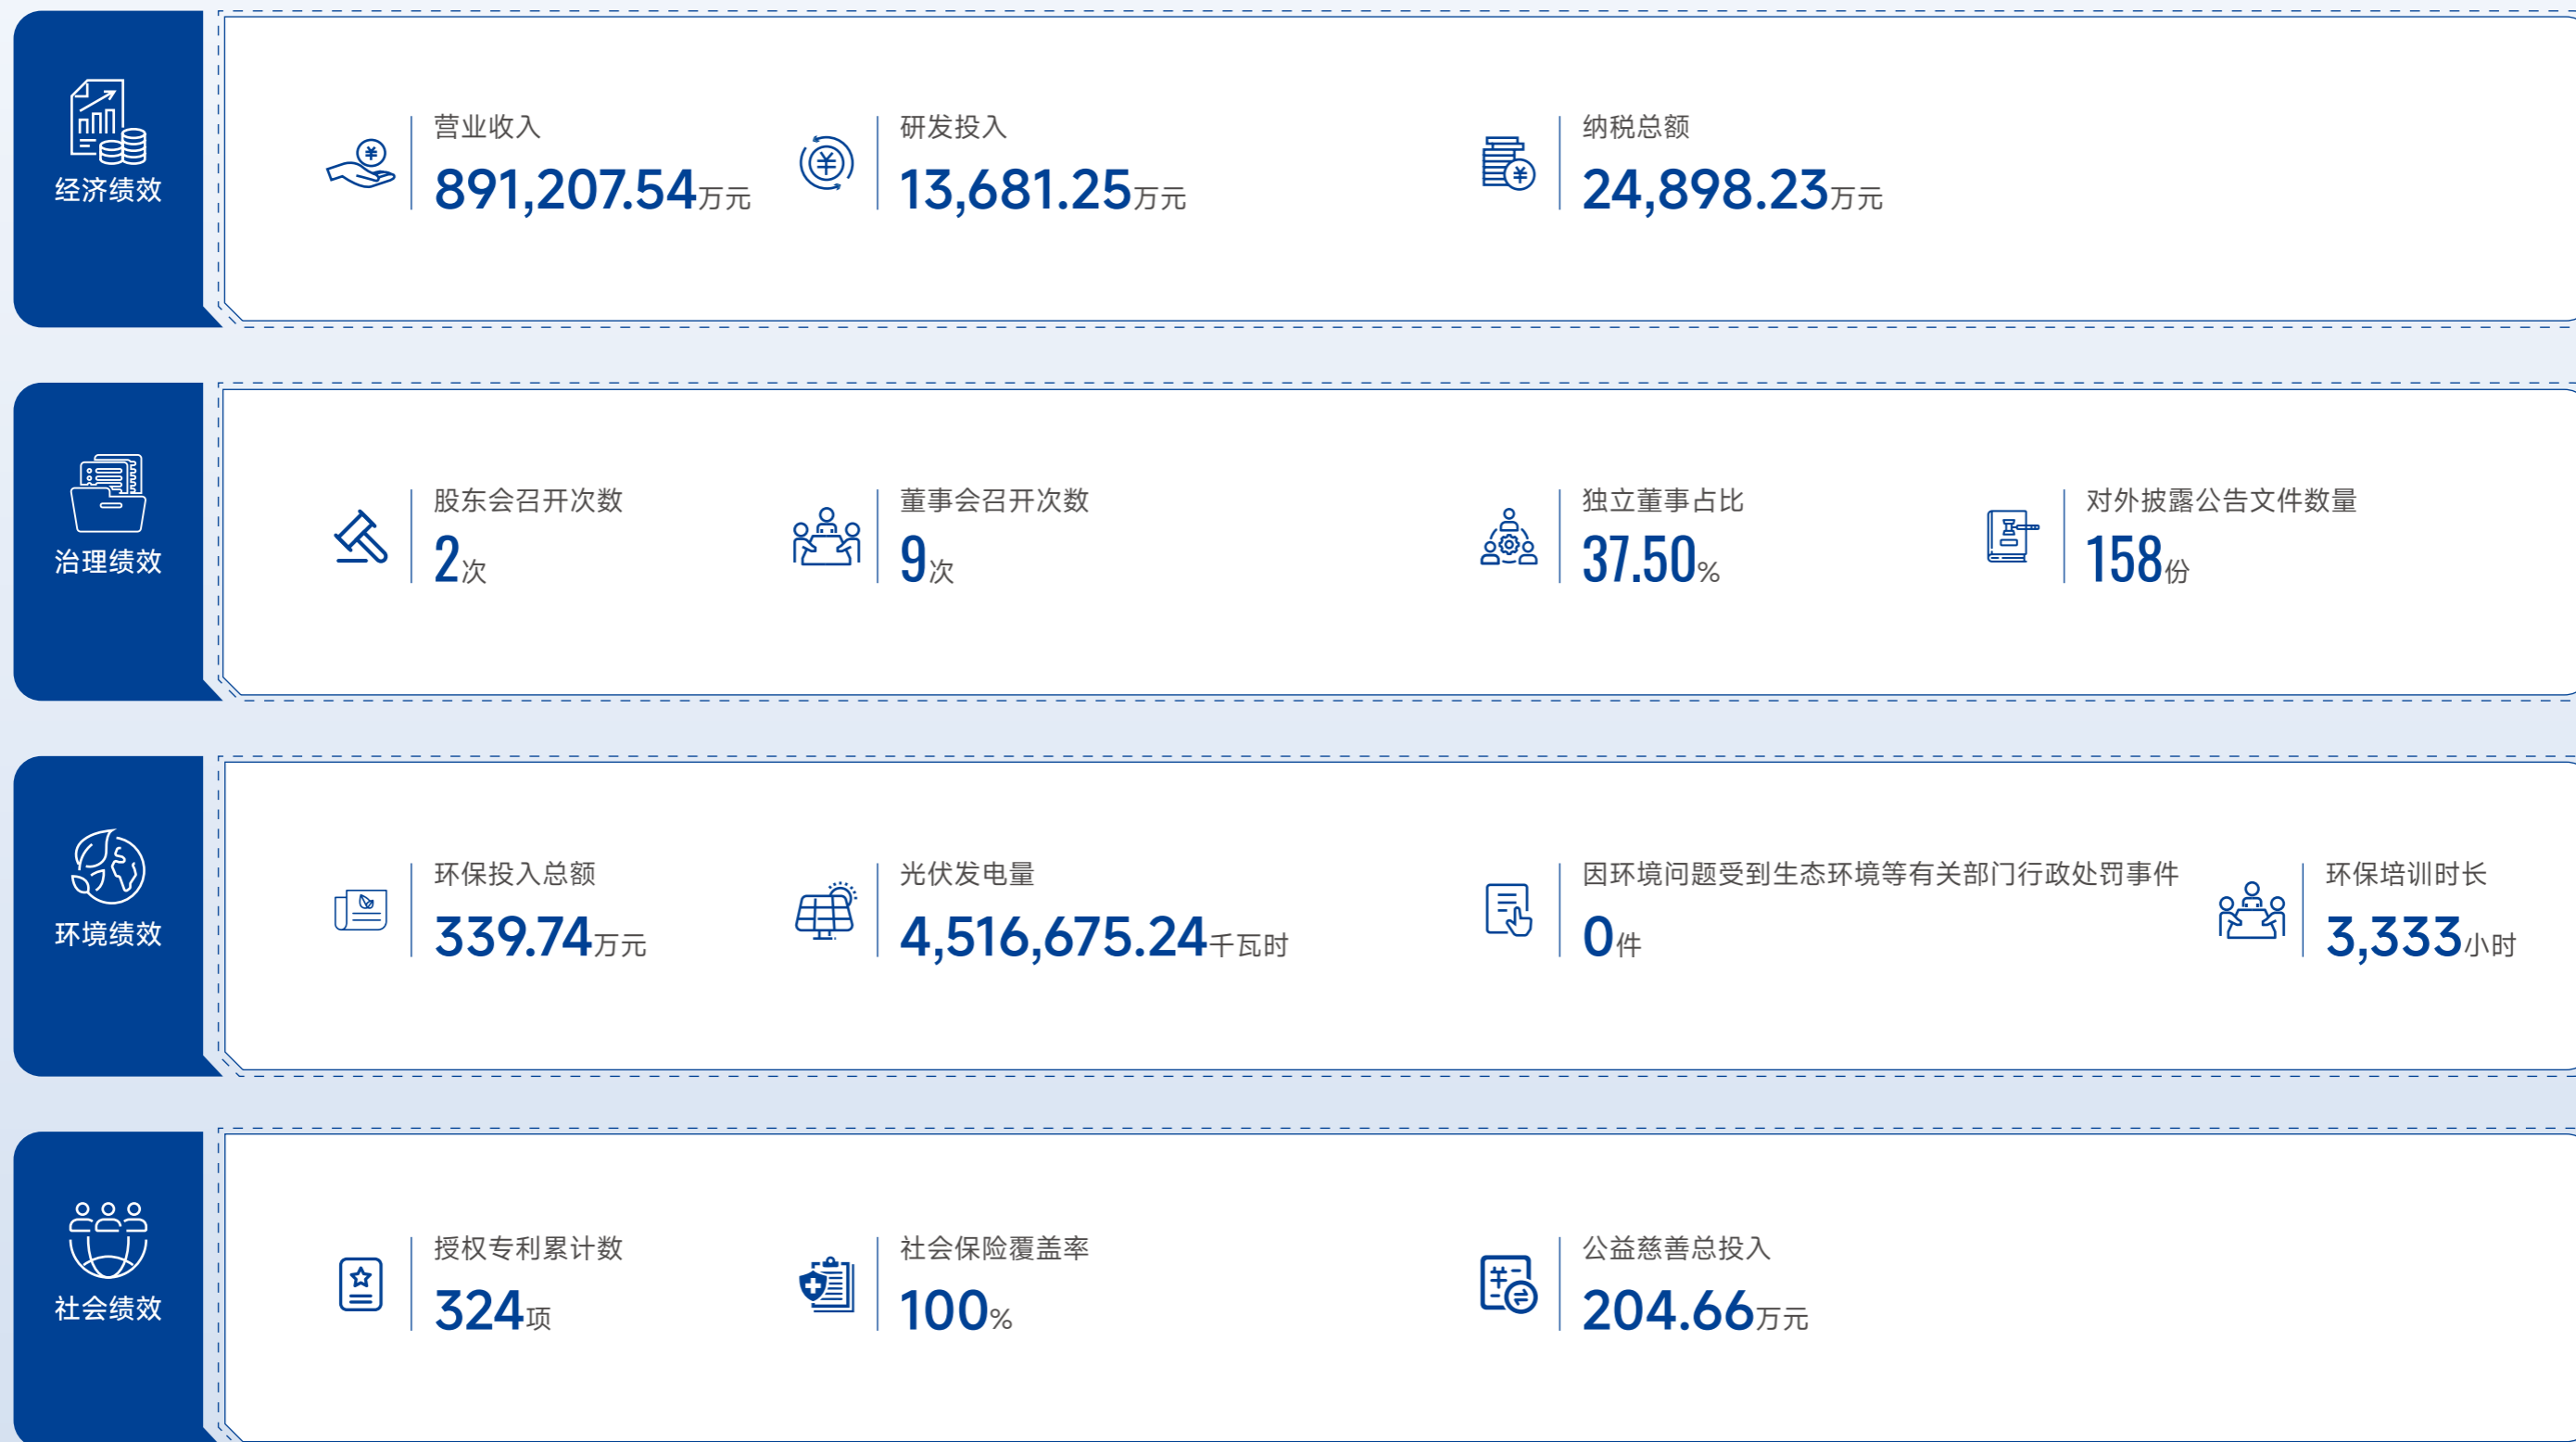 经济绩效
营业收入
891,207.54万元
研发投入
13,681.25万元
纳税总额
24,898.23万元
治理绩效
股东会召开次数
2次
董事会召开次数
9次
独立董事占比
37.50%
对外披露公告文件数量
158份
环境绩效
环保投入总额
339.74万元
光伏发电量
4,516,675.24千瓦时
因环境问题受到生态环境等有关部门行政处罚事件
0件
环保培训时长
3,333小时
社会绩效
授权专利累计数
324项
社会保险覆盖率
100%
公益慈善总投入
204.66万元